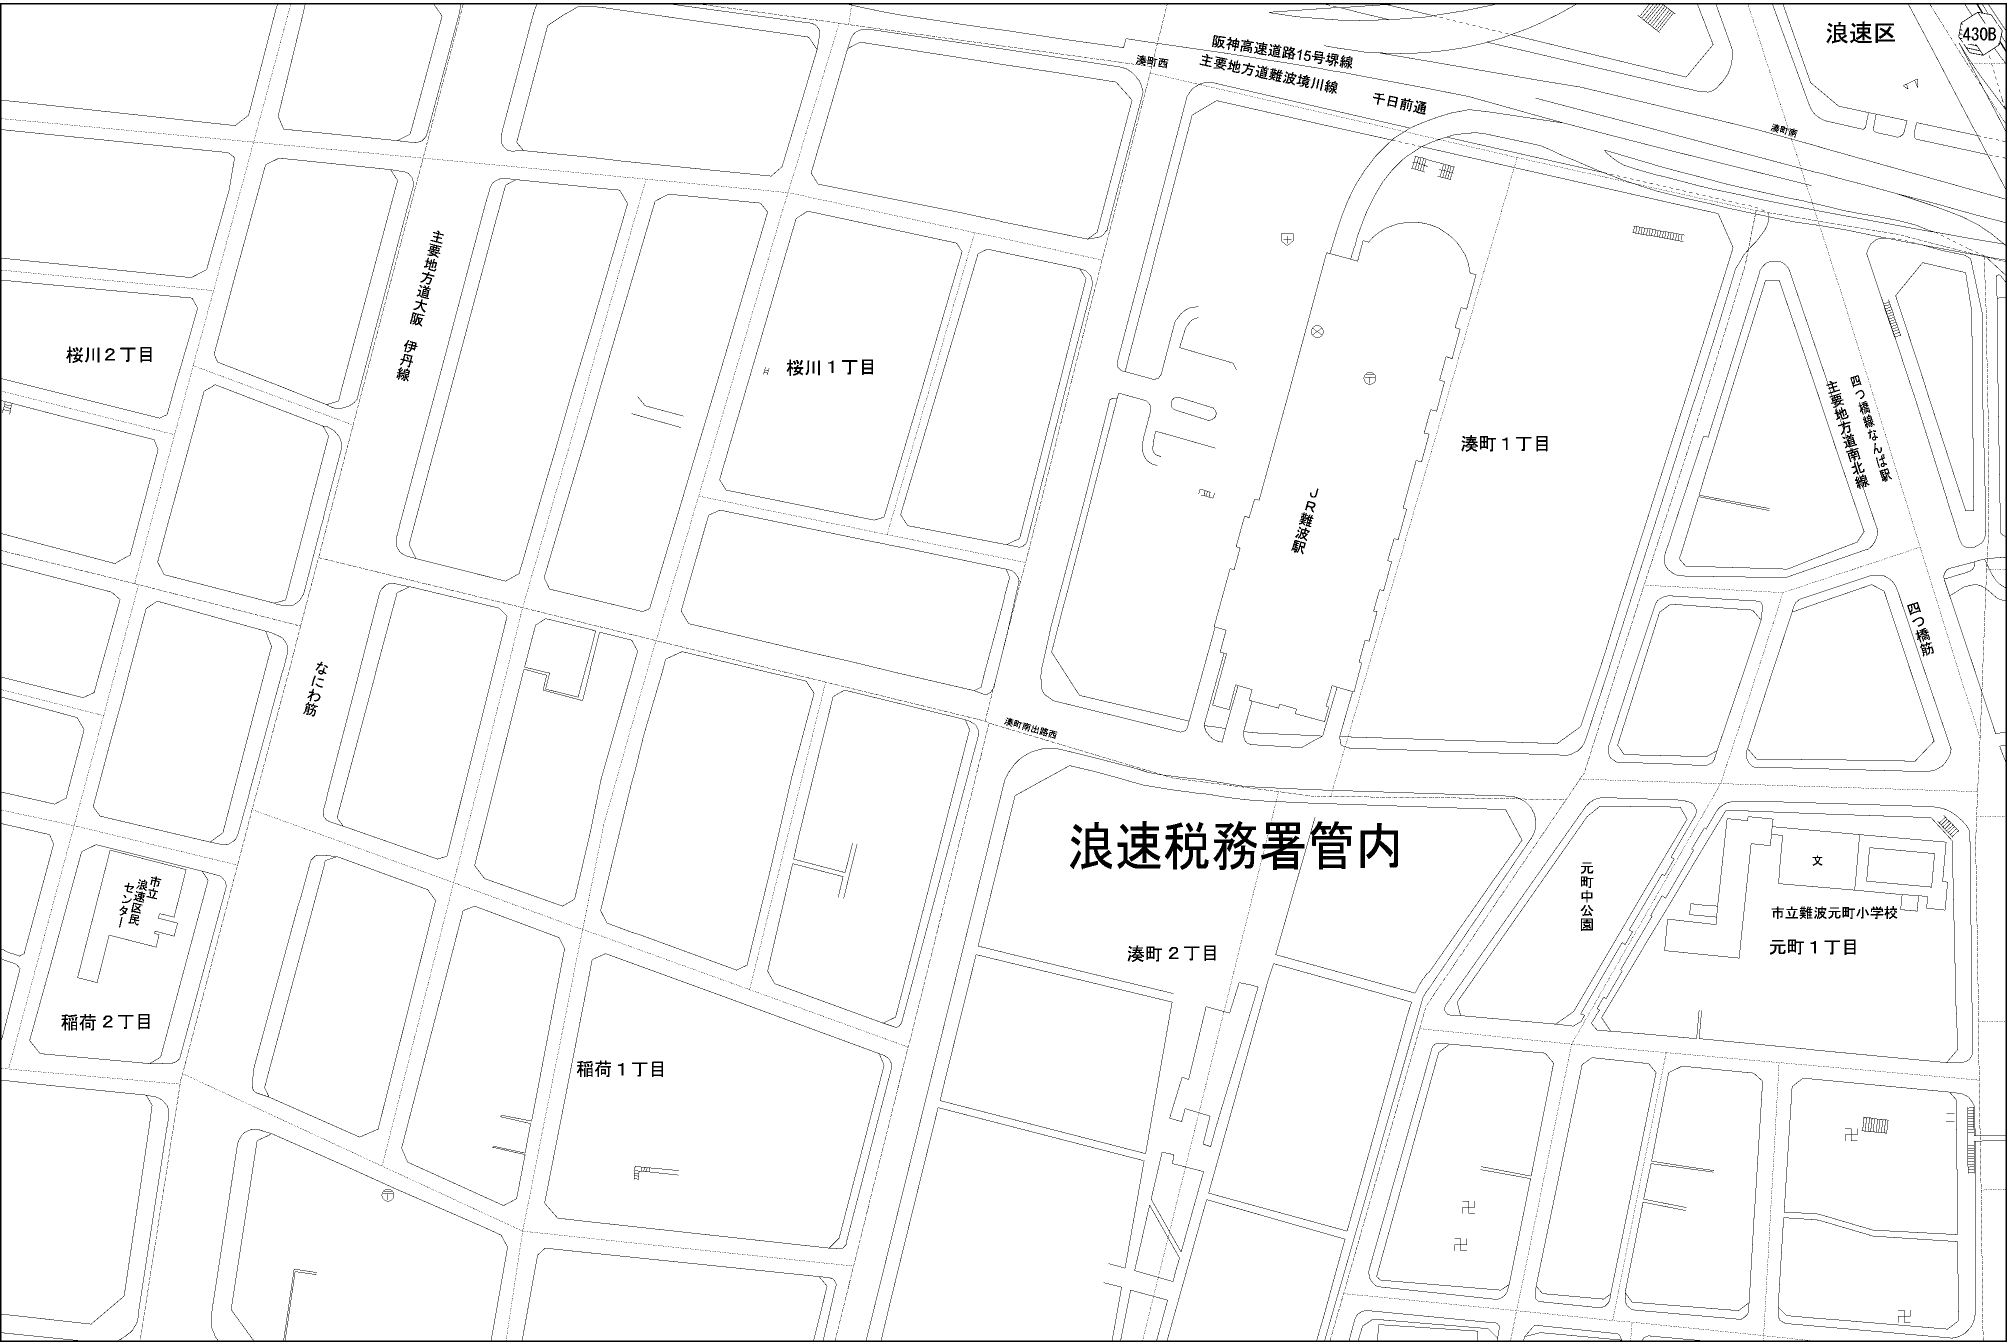 浪速区
430B
阪神高速道路15号堺線
主要地方道難波境川線
千日前通
湊町西
湊町南
主要地方道大阪　伊丹線
桜川２丁目
桜川１丁目
湊町１丁目
ＪＲ難波駅
四つ橋線なんば駅
主要地方道南北線
四つ橋筋
なにわ筋
湊町南出路西
浪速税務署管内
元町中公園
文
市立難波元町小学校
元町１丁目
湊町２丁目
市立
浪速区民
センター
稲荷２丁目
稲荷１丁目